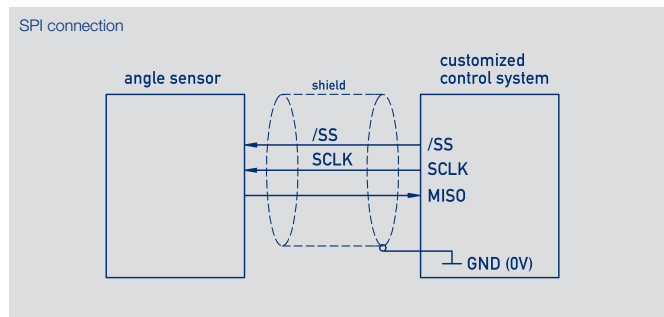 SPI connection
angle sensor
shield
customized
control system
/SS
/SS
SCLK
SCLK
MISO
GND (0V)